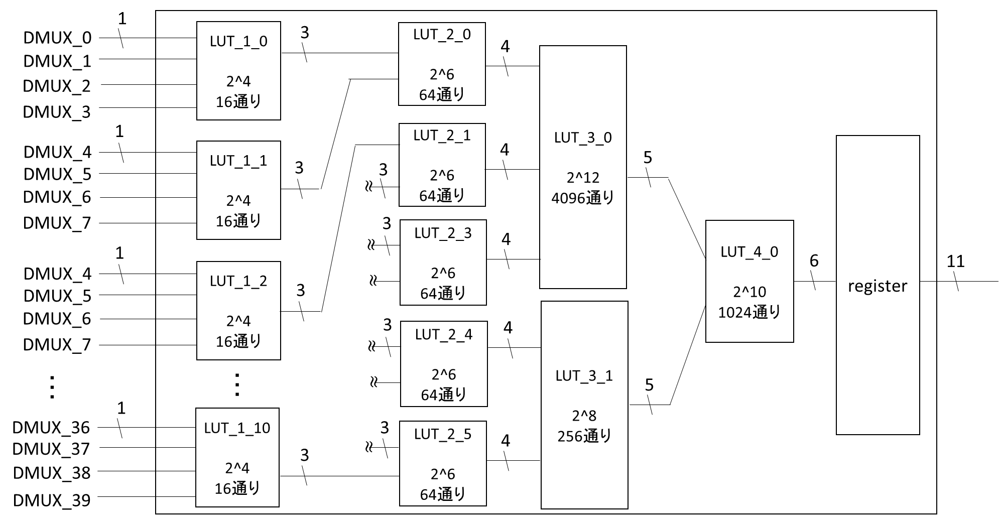 1
DMUX_0
DMUX_1
DMUX_2
DMUX_3
LUT_1_0
2^4
16通り
3
1
DMUX_4
DMUX_5
DMUX_6
DMUX_7
LUT_1_1
2^4
16通り
3
1
DMUX_4
DMUX_5
DMUX_6
DMUX_7
LUT_1_2
2^4
16通り
3
⋮
⋮
1
DMUX_36
DMUX_37
DMUX_38
DMUX_39
LUT_1_10
2^4
16通り
3
LUT_2_0
2^6
64通り
4
3
LUT_2_1
2^6
64通り
4
3
LUT_2_3
2^6
64通り
4
3
LUT_2_4
2^6
64通り
4
3
LUT_2_5
2^6
64通り
4
LUT_3_0
2^12
4096通り
5
LUT_3_1
2^8
256通り
5
LUT_4_0
2^10
1024通り
6
register
11